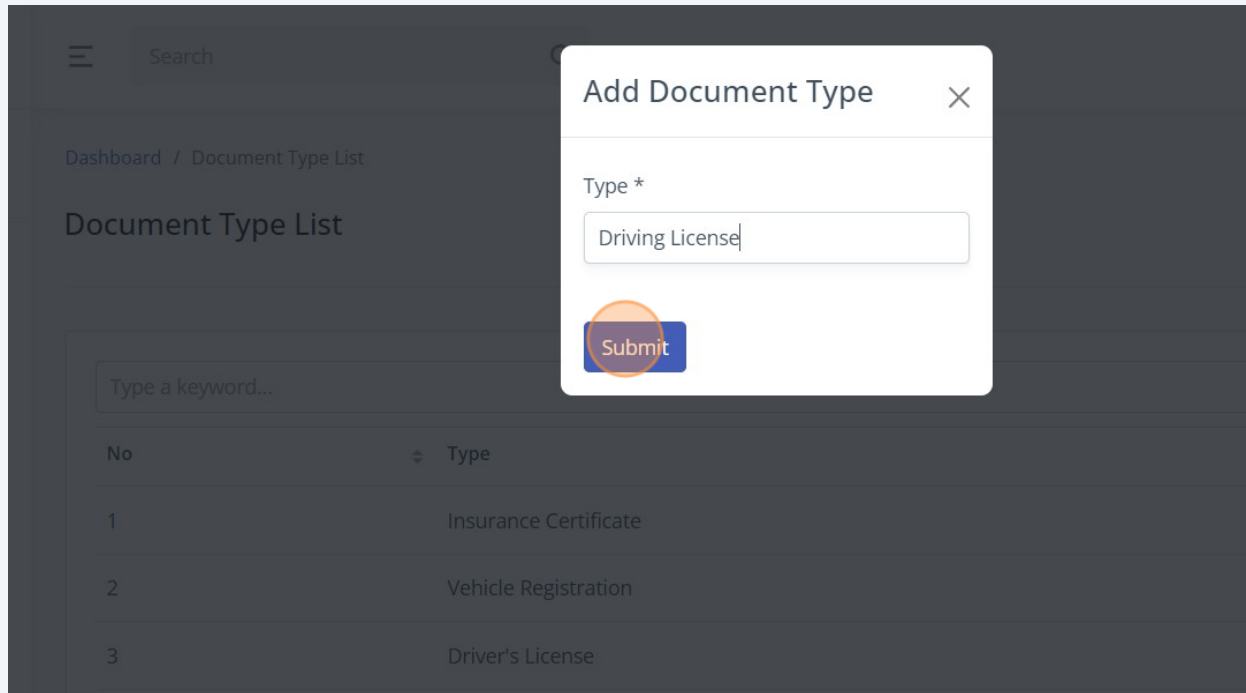 Search
Add Document Type
Dashboard / Document Type List
Type *
Document Type List
Driving License
Submit
Type a keyword...
No Type
1 Insurance Certificate
2 Vehicle Registration
3 Driver's License